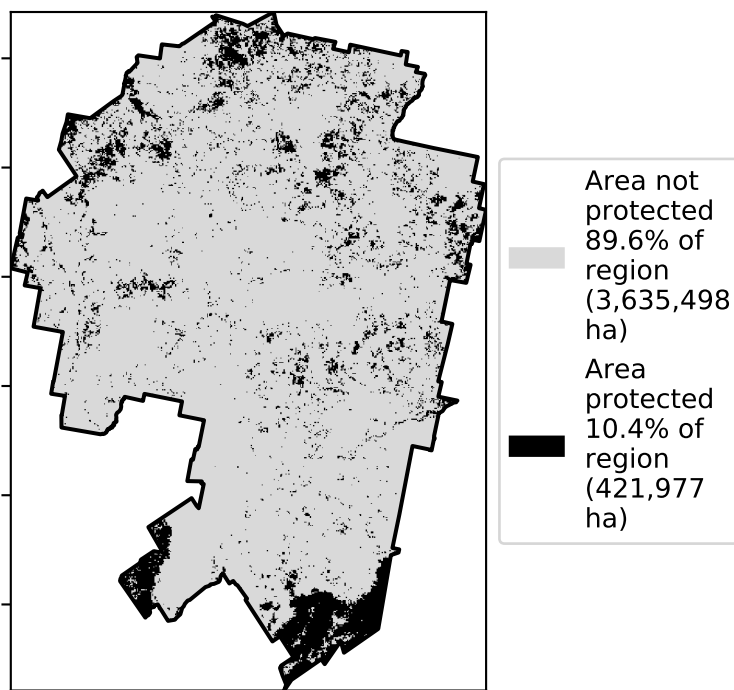 Area not
protected
89.6% of
region
(3,635,498
ha)
Area
protected
10.4% of
region
(421,977
ha)